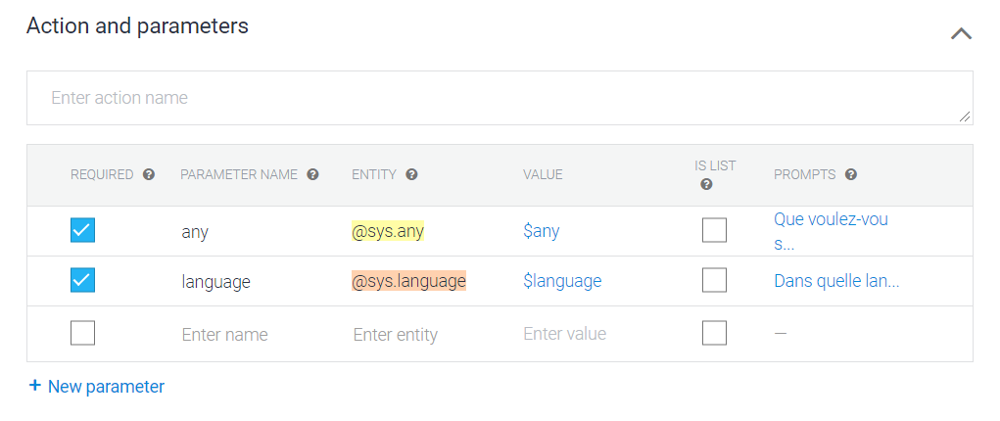 Action and parameters
Enter action name
REQUIRED PARAMETER NAME ENTITY VALUE IS LIST PROMPTS
any @sys.any $any Que voulez-vou
s...
language @sys.language $language Dans quelle lan...
Enter name Enter entity Enter value —
+ New parameter